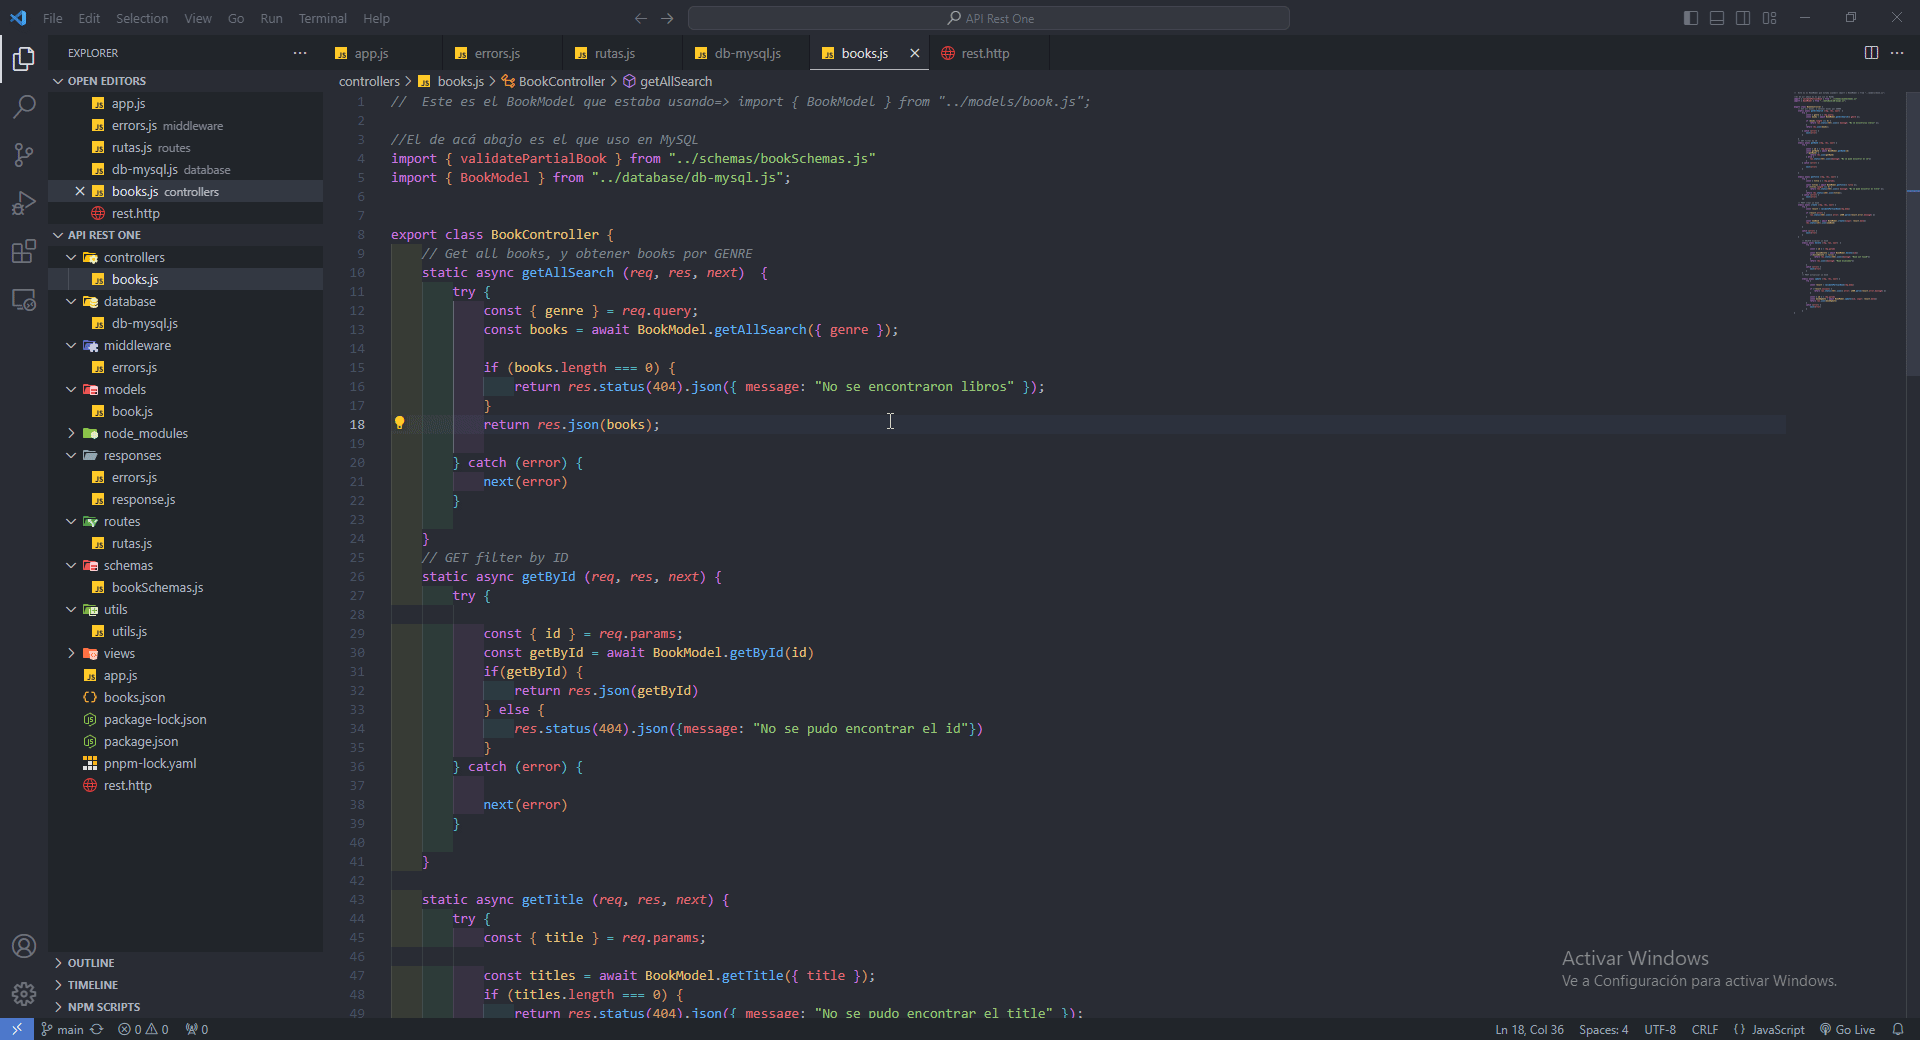 File Edit Selection View Go Run Terminal Help
API Rest One
EXPLORER
app.js errors.js rutas.js db-mysql.js books.js rest.http
OPEN EDITORS
app.js
errors.js middleware
rutas.js routes
db-mysql.js database
books.js controllers
rest.http
API REST ONE
controllers
books.js
database
db-mysql.js
middleware
errors.js
models
book.js
node_modules
responses
errors.js
response.js
routes
rutas.js
schemas
bookSchemas.js
utils
utils.js
views
app.js
books.json
package-lock.json
package.json
pnpm-lock.yaml
rest.http
OUTLINE
TIMELINE
NPM SCRIPTS
controllers > books.js > BookController > getAllSearch
1 //  Este es el BookModel que estaba usando=> import { BookModel } from "../models/book.js";
2
3 //El de acá abajo es el que uso en MySQL
4 import { validatePartialBook } from "../schemas/bookSchemas.js"
5 import { BookModel } from "../database/db-mysql.js";
6
7
8 export class BookController {
9     // Get all books, y obtener books por GENRE
10     static async getAllSearch (req, res, next)  {
11         try {
12             const { genre } = req.query;
13             const books = await BookModel.getAllSearch({ genre });
14
15             if (books.length === 0) {
16                 return res.status(404).json({ message: "No se encontraron libros" });
17             }
18             return res.json(books);
19
20         } catch (error) {
21             next(error)
22         }
23
24     }
25     // GET filter by ID
26     static async getById (req, res, next) {
27         try {
28
29             const { id } = req.params;
30             const getById = await BookModel.getById(id)
31             if(getById) {
32                 return res.json(getById)
33             } else {
34                 res.status(404).json({message: "No se pudo encontrar el id"})
35             }
36         } catch (error) {
37
38             next(error)
39         }
40
41     }
42
43     static async getTitle (req, res, next) {
44         try {
45             const { title } = req.params;
46
47             const titles = await BookModel.getTitle({ title });
48             if (titles.length === 0) {
49                 return res.status(404).json({ message: "No se pudo encontrar el title" });
Activar Windows
Ve a Configuración para activar Windows.
main 0 0 0
Ln 18, Col 36 Spaces: 4 UTF-8 CRLF {} JavaScript Go Live